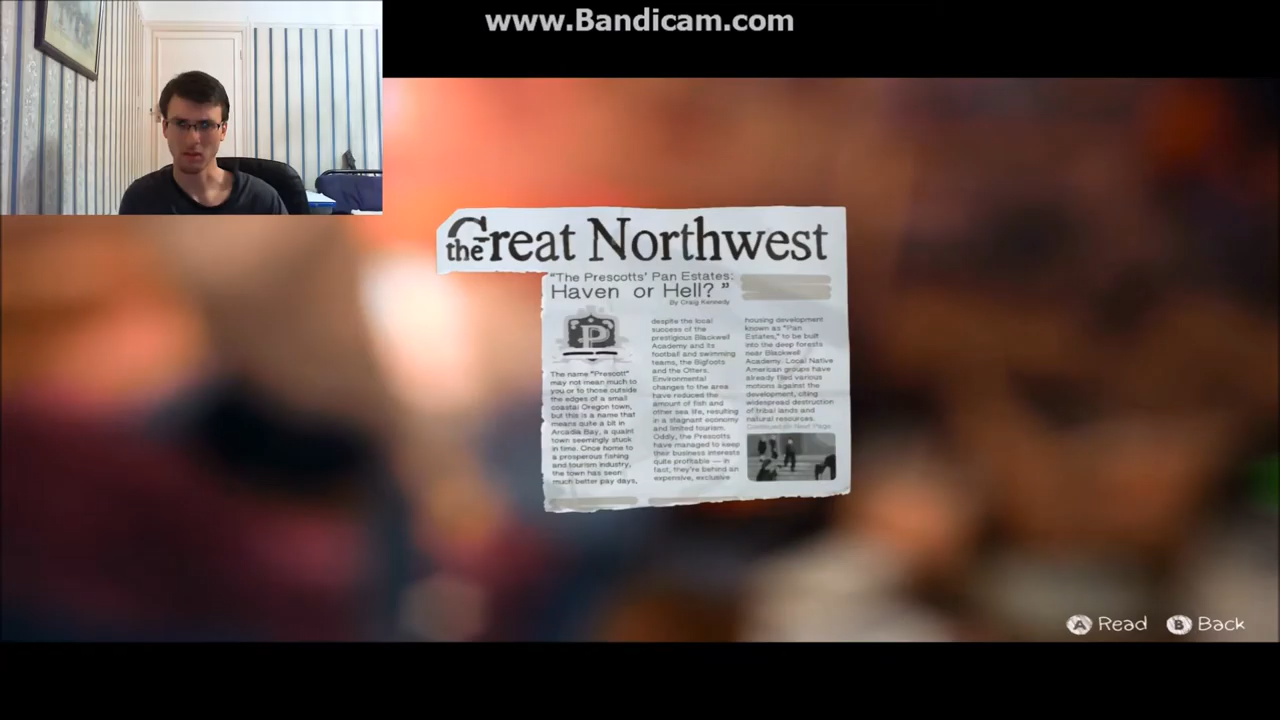 www.Bandicam.com
the Great Northwest
"The Prescotts' Pan Estates:
Haven or Hell?"
By Craig Kennedy
P
The name "Prescott"
may not mean much to
you or to those outside
the edges of a small
coastal Oregon town,
but this is a name that
means quite a bit in
Arcadia Bay, a quaint
town seemingly stuck
in time. Once home to
a prosperous fishing
and tourism industry,
the town has seen
much better pay days,
despite the local
success of the
prestigious Blackwell
Academy and its
football and swimming
teams, the Bigfoots
and the Otters.
Environmental
changes to the area
have reduced the
amount of fish and
other sea life, resulting
in a stagnant economy
and limited tourism.
Oddly, the Prescotts
have managed to keep
their business interests
quite profitable — in
fact, they're behind an
expensive, exclusive
housing development
known as "Pan
Estates," to be built
into the deep forests
near Blackwell
Academy. Local Native
American groups have
already filed various
motions against the
development, citing
widespread destruction
of tribal lands and
natural resources.
Continued on Next Page
A Read B Back